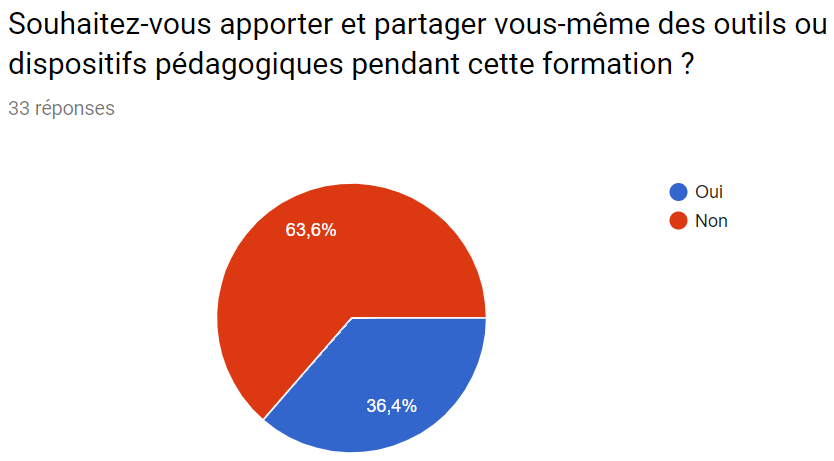 Souhaitez-vous apporter et partager vous-même des outils ou
dispositifs pédagogiques pendant cette formation ?
33 réponses
Oui
Non
63,6%
36,4%